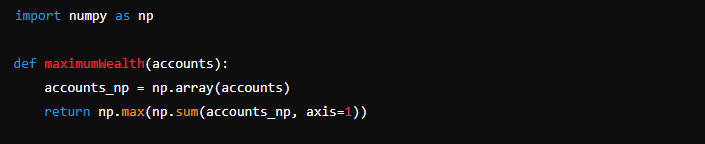 import numpy as np
def maximumWealth(accounts):
    accounts_np = np.array(accounts)
    return np.max(np.sum(accounts_np, axis=1))